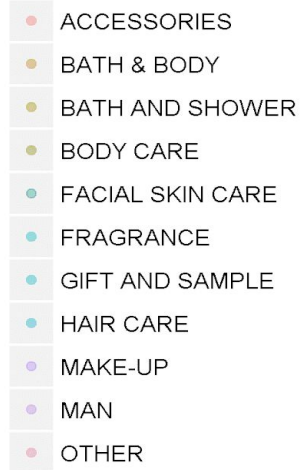 ACCESSORIES
BATH & BODY
BATH AND SHOWER
BODY CARE
FACIAL SKIN CARE
FRAGRANCE
GIFT AND SAMPLE
HAIR CARE
MAKE-UP
MAN
OTHER